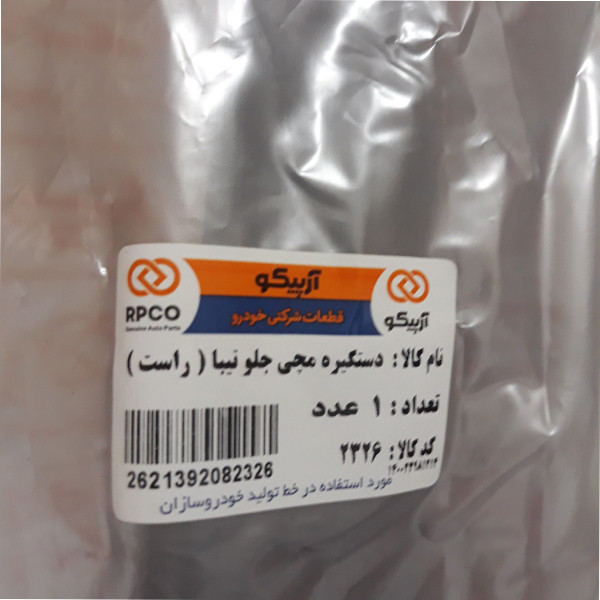 آرپیکو
قطعات شرکتی خودرو
RPCO
Genuine Auto Parts
آرپیکو
نام کالا : دستگیره مچی جلو تیبا ( راست )
تعداد : ۱ عدد
کد کالا : ۲۳۲۶
2621392082326
مورد استفاده در خط تولید خودروسازان